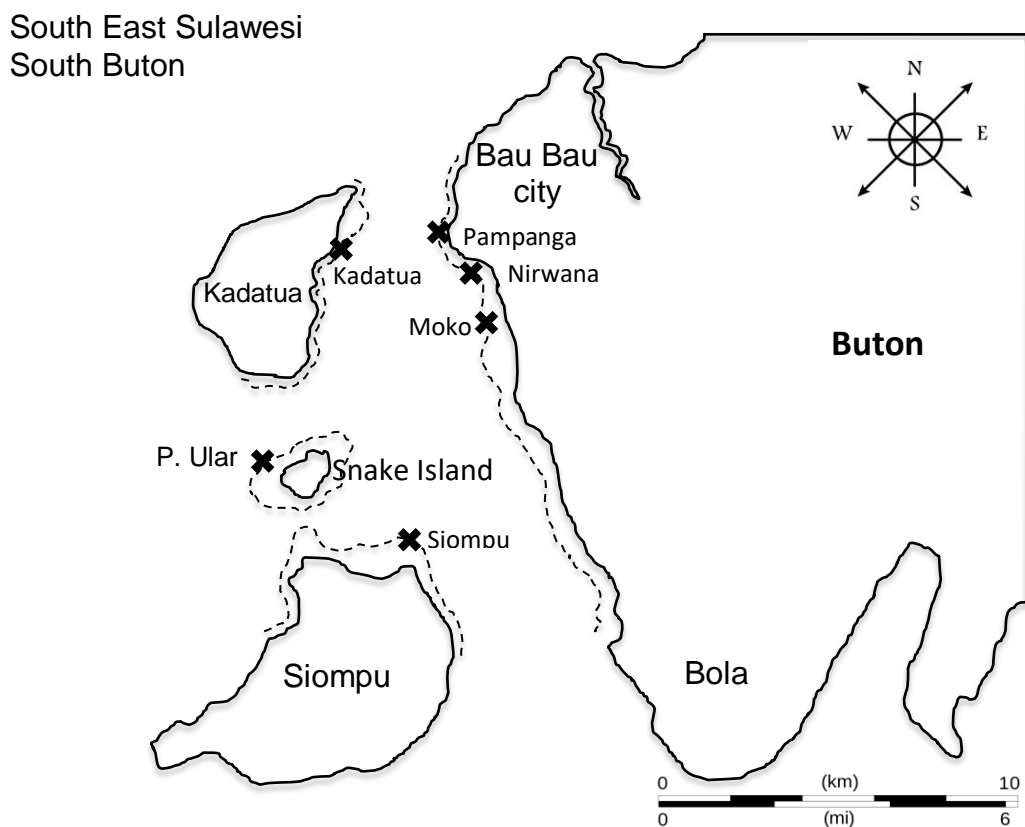 South East Sulawesi
South Buton
N
W E
S
Bau Bau
city
Pampanga
Kadatua
Nirwana
Kadatua
Moko
Buton
P. Ular
Snake Island
Siompu
Siompu
Bola
0 (km) 10
0 (mi) 6